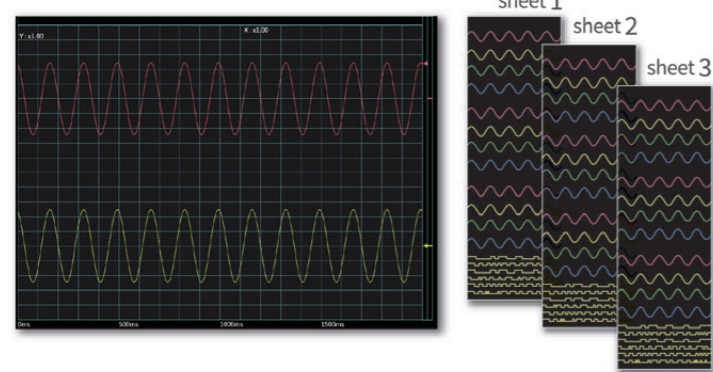 sheet 1
sheet 2
sheet 3
Y : x1.00
X : x1.00
0ms
500ms
1000ms
1500ms